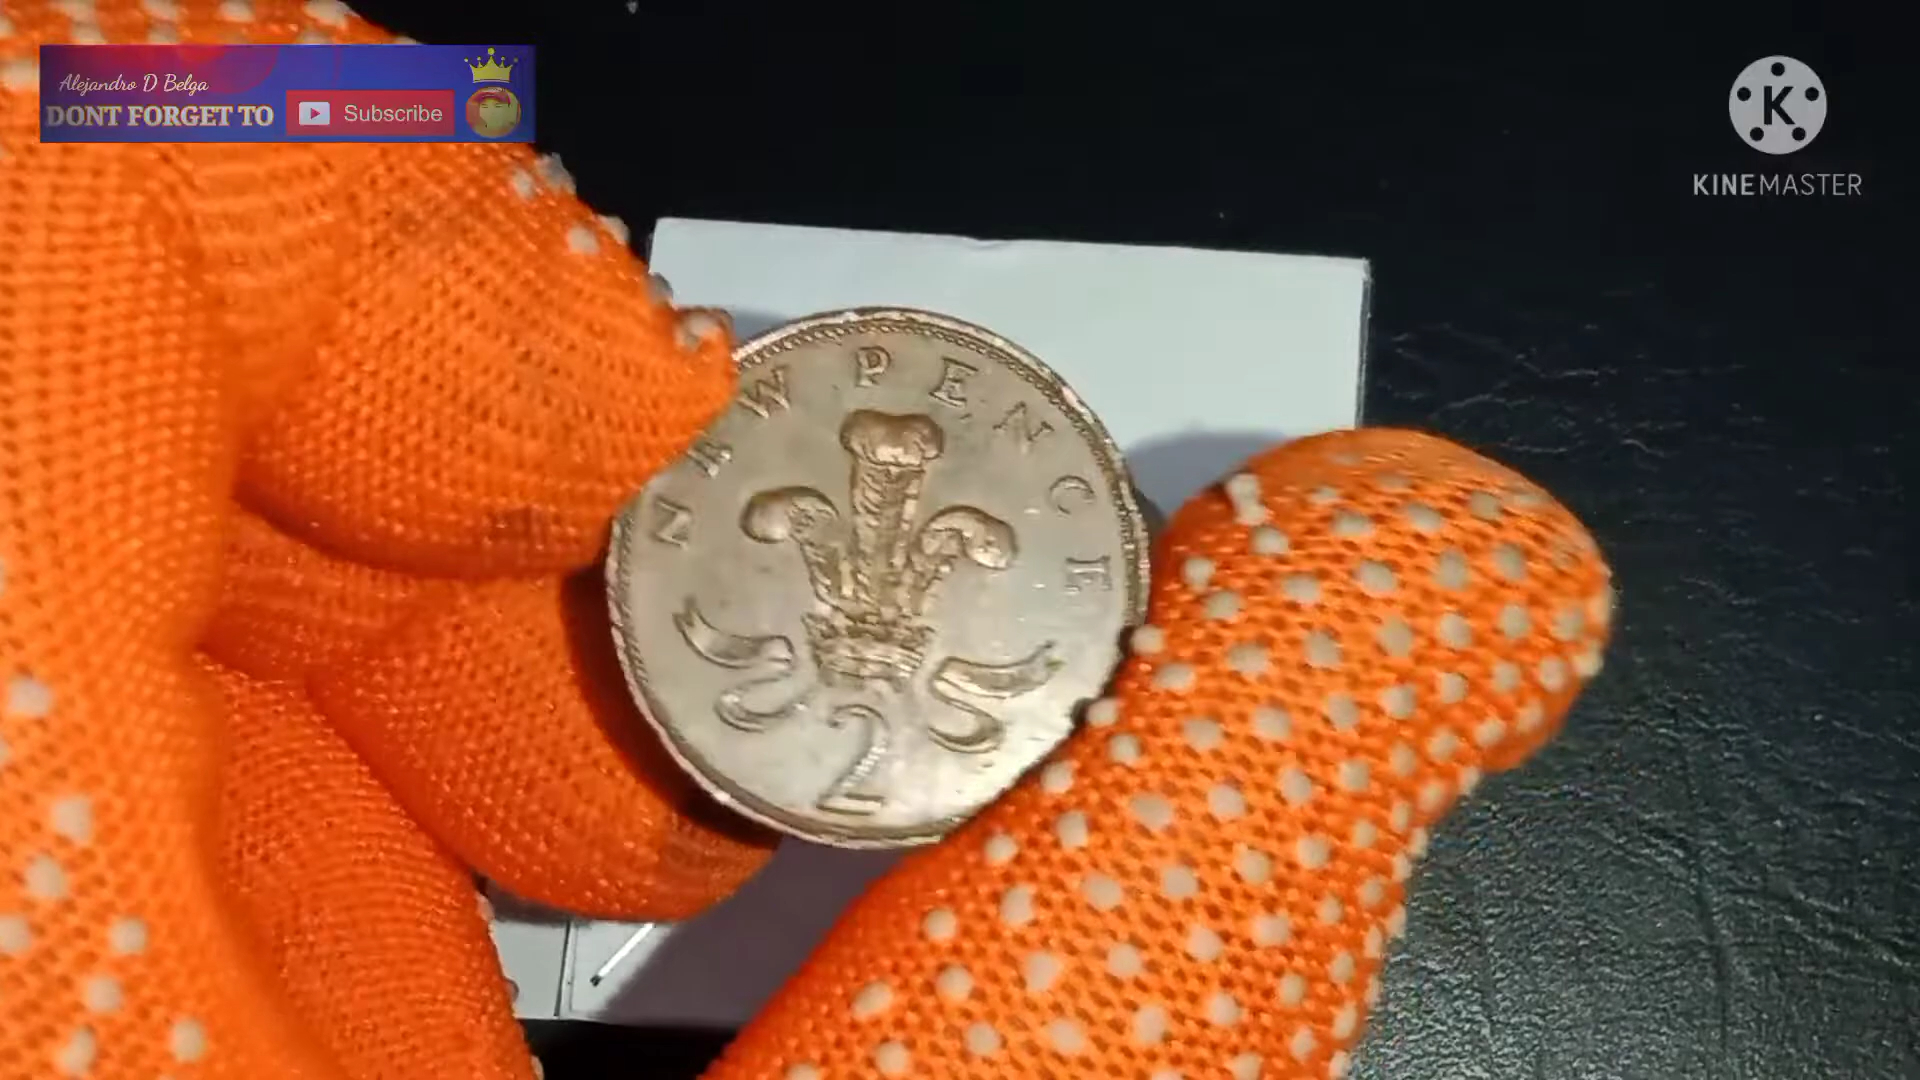 Alejandro D Belga
DONT FORGET TO
Subscribe
K
KINEMASTER
NEW PENCE
2